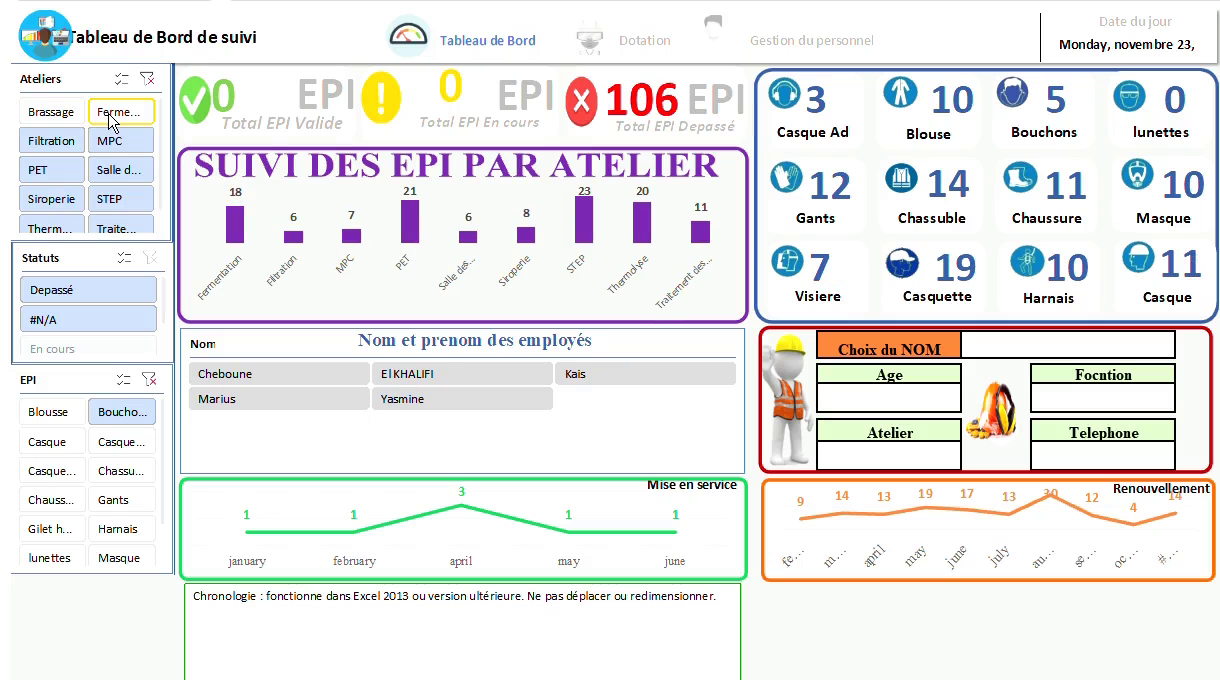 Tableau de Bord de suivi
Tableau de Bord
Dotation
Gestion du personnel
Date du jour
Monday, novembre 23,
Ateliers
Brassage
Ferme...
Filtration
MPC
PET
Salle d...
Siroperie
STEP
Therm...
Traite...
Statuts
Depassé
#N/A
En cours
EPI
Blousse
Boucho...
Casque
Casque...
Casque...
Chassu...
Chauss...
Gants
Gilet h...
Harnais
lunettes
Masque
0 EPI
Total EPI Valide
0 EPI
Total EPI En cours
106 EPI
Total EPI Depassé
SUIVI DES EPI PAR ATELIER
18 6 7 21 6 8 23 20 11
Fermentation
Filtration
MPC
PET
Salle des...
Siroperie
STEP
Thermolyse
Traitement des...
3
Casque Ad
10
Blouse
5
Bouchons
0
lunettes
12
Gants
14
Chassuble
11
Chaussure
10
Masque
7
Visiere
19
Casquette
10
Harnais
11
Casque
Nom
Nom et prenom des employés
Cheboune
El KHALIFI
Kais
Marius
Yasmine
Choix du NOM
Age
Focntion
Atelier
Telephone
Mise en service
1 1 3 1 1
january february april may june
Renouvellement
9 14 13 19 17 13 30 12 4 14
fe... m... april may june july au... se... oc... #...
Chronologie : fonctionne dans Excel 2013 ou version ultérieure. Ne pas déplacer ou redimensionner.